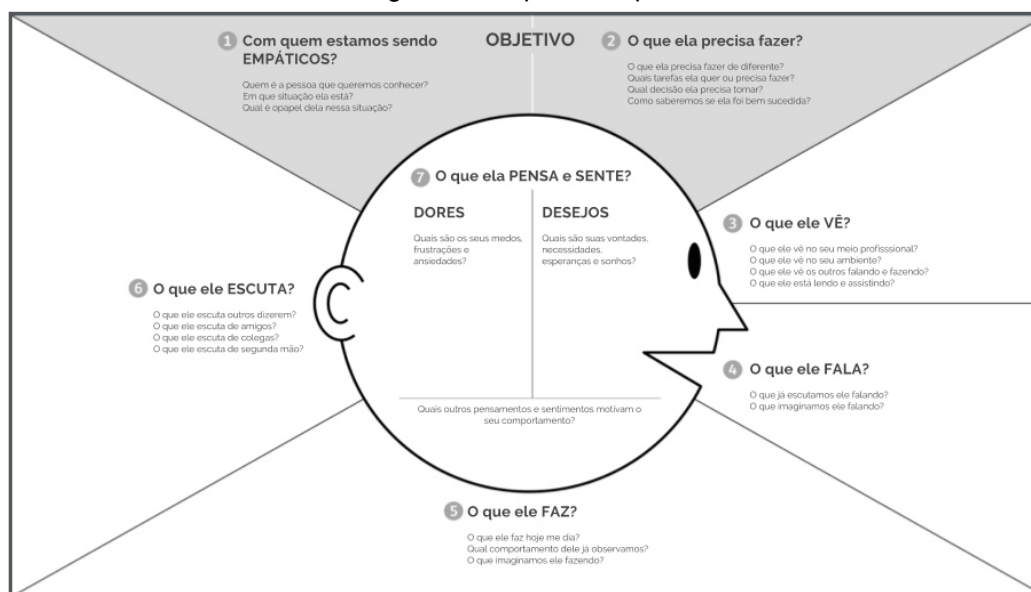 1 Com quem estamos sendo
EMPÁTICOS?
Quem é a pessoa que queremos conhecer?
Em que situação ela está?
Qual é opapel dela nessa situação?
OBJETIVO
2 O que ela precisa fazer?
O que ela precisa fazer de diferente?
Quais tarefas ela quer ou precisa fazer?
Qual decisão ela precisa tomar?
Como saberemos se ela foi bem sucedida?
3 O que ele VÊ?
O que ele vê no seu meio profisssional?
O que ele vê no seu ambiente?
O que ele vê os outros falando e fazendo?
O que ele está lendo e assistindo?
4 O que ele FALA?
O que já escutamos ele falando?
O que imaginamos ele falando?
5 O que ele FAZ?
O que ele faz hoje me dia?
Qual comportamento dele já observamos?
O que imaginamos ele fazendo?
6 O que ele ESCUTA?
O que ele escuta outros dizerem?
O que ele escuta de amigos?
O que ele escuta de colegas?
O que ele escuta de segunda mão?
7 O que ela PENSA e SENTE?
DORES
Quais são os seus medos,
frustrações e
ansiedades?
DESEJOS
Quais são suas vontades,
necessidades,
esperanças e sonhos?
Quais outros pensamentos e sentimentos motivam o
seu comportamento?